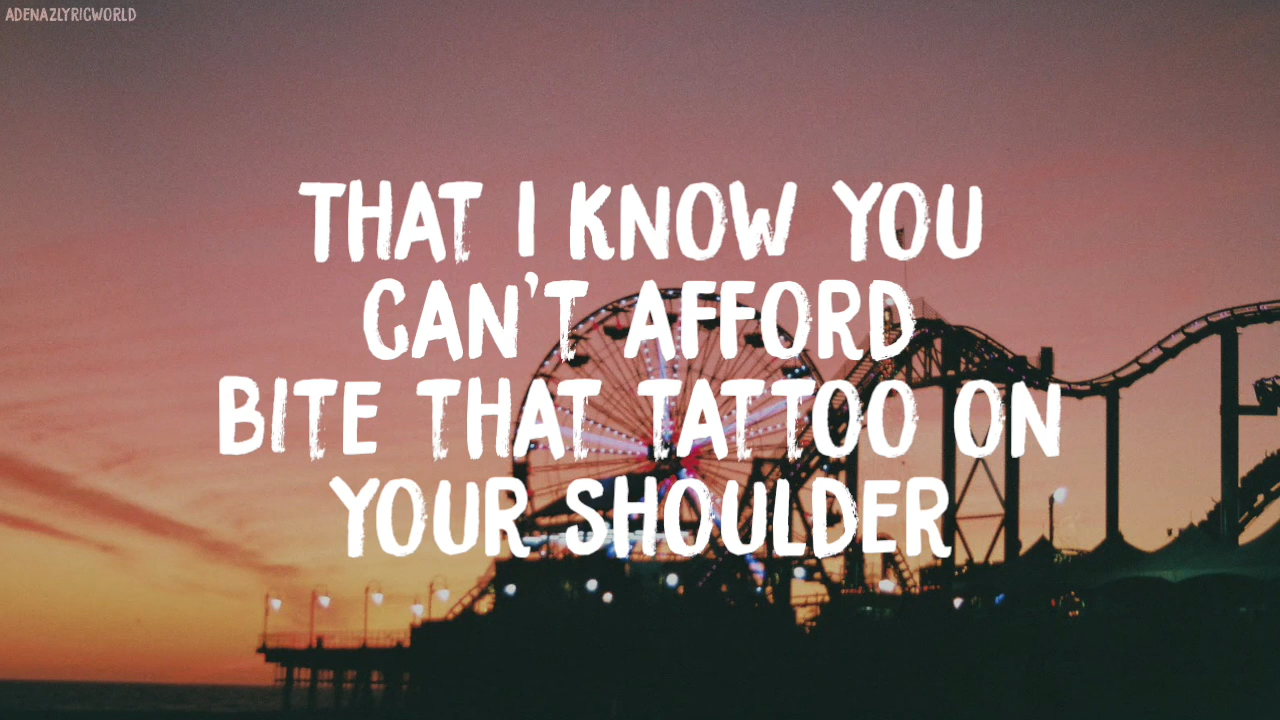 ADENAZLYRICWORLD
THAT I KNOW YOU
CAN'T AFFORD
BITE THAT TATTOO ON
YOUR SHOULDER